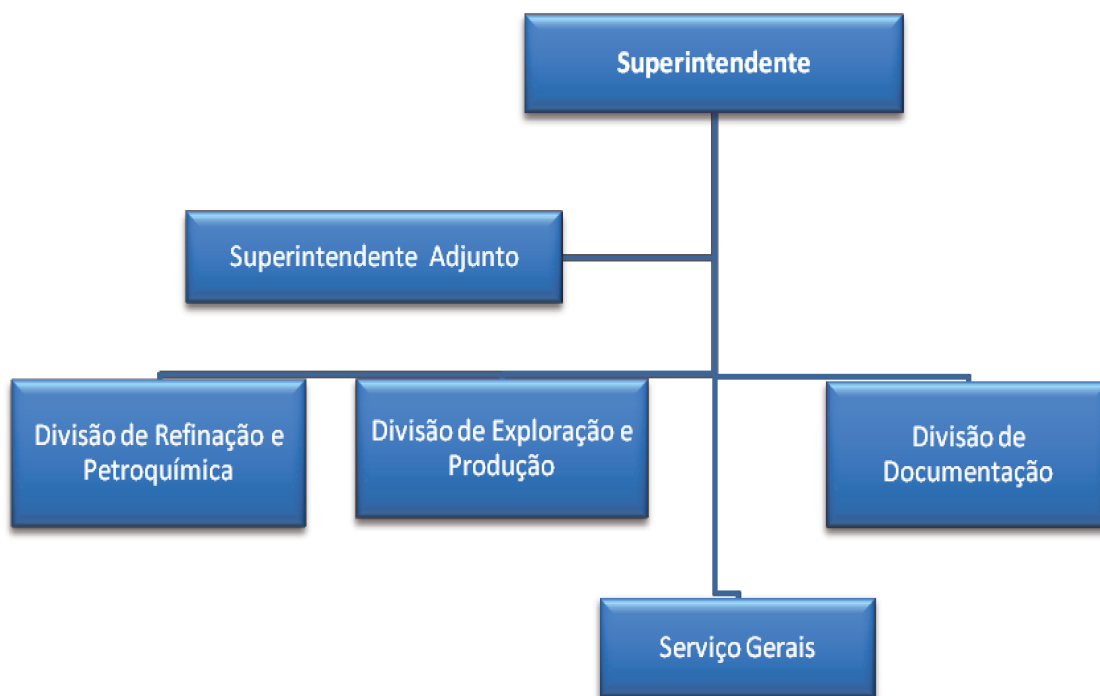 Superintendente
Superintendente Adjunto
Divisão de Refinação e
Petroquímica
Divisão de Exploração e
Produção
Divisão de
Documentação
Serviço Gerais